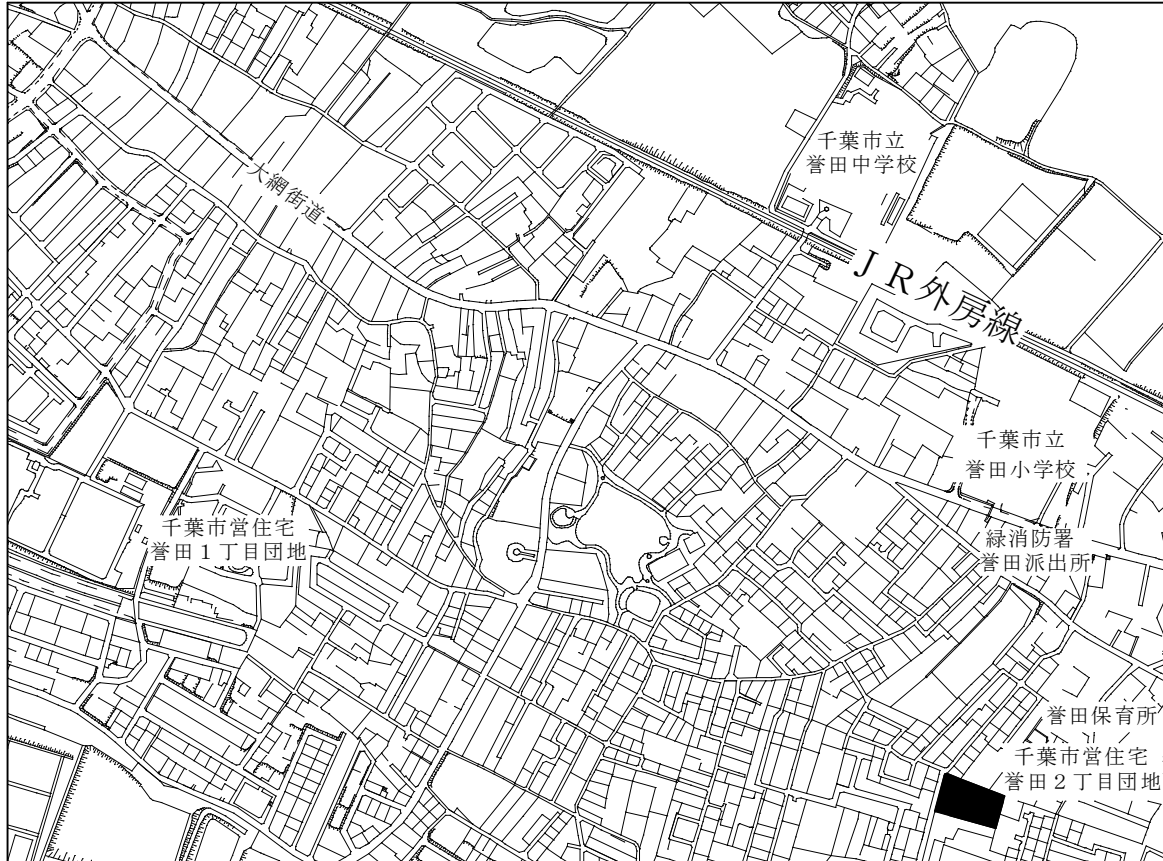 千葉市立
誉田中学校
大網街道
ＪＲ外房線
千葉市立
誉田小学校
緑消防署
誉田派出所
千葉市営住宅
誉田１丁目団地
誉田保育所
千葉市営住宅
誉田２丁目団地